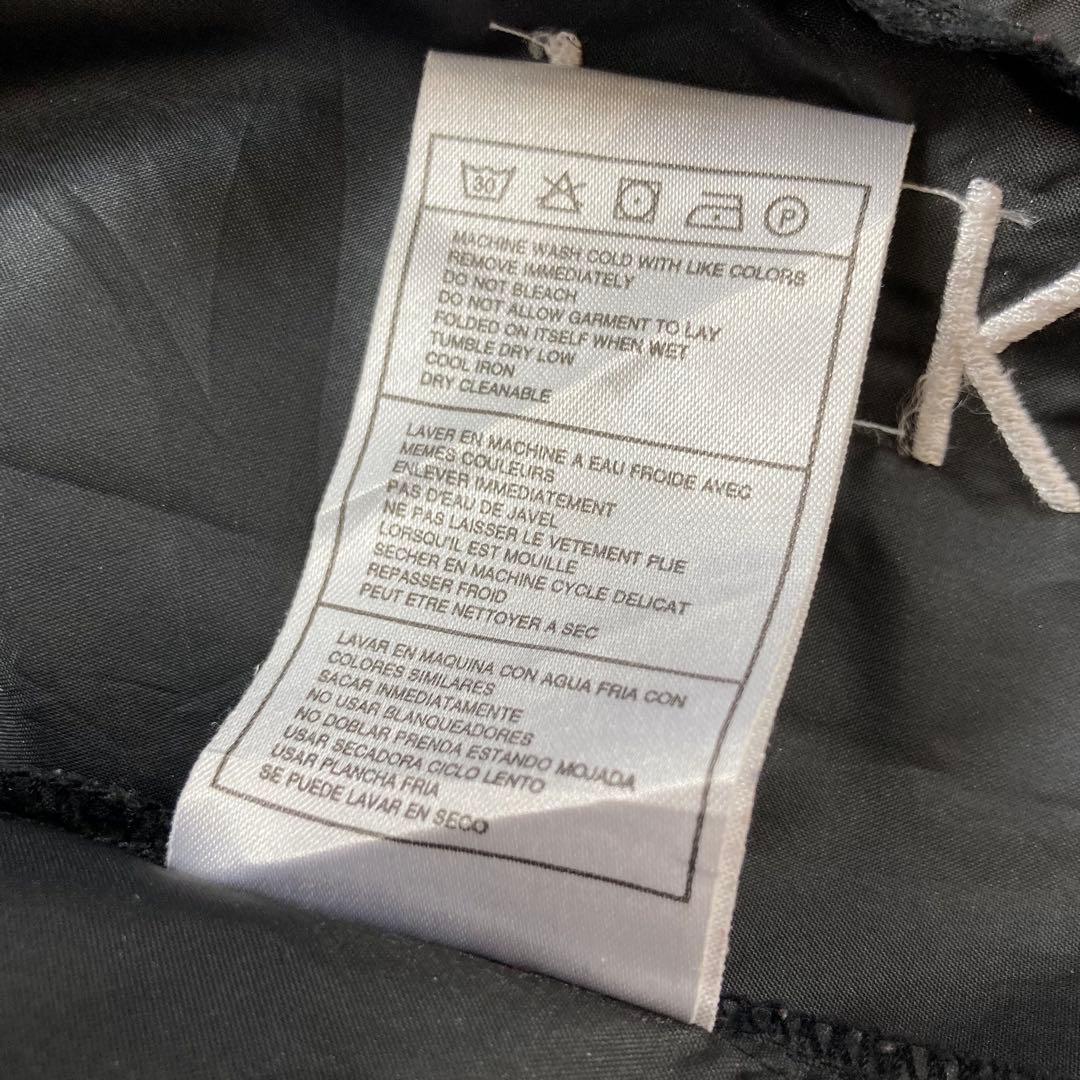 30 P
MACHINE WASH COLD WITH LIKE COLORS
REMOVE IMMEDIATELY
DO NOT BLEACH
DO NOT ALLOW GARMENT TO LAY
FOLDED ON ITSELF WHEN WET
TUMBLE DRY LOW
COOL IRON
DRY CLEANABLE
LAVER EN MACHINE A EAU FROIDE AVEC
MEMES COULEURS
ENLEVER IMMEDIATEMENT
PAS D'EAU DE JAVEL
NE PAS LAISSER LE VETEMENT PLIE
LORSQU'IL EST MOUILLE
SECHER EN MACHINE CYCLE DELICAT
REPASSER FROID
PEUT ETRE NETTOYER A SEC
LAVAR EN MAQUINA CON AGUA FRIA CON
COLORES SIMILARES
SACAR INMEDIATAMENTE
NO USAR BLANQUEADORES
NO DOBLAR PRENDA ESTANDO MOJADA
USAR SECADORA CICLO LENTO
USAR PLANCHA FRIA
SE PUEDE LAVAR EN SECO
K